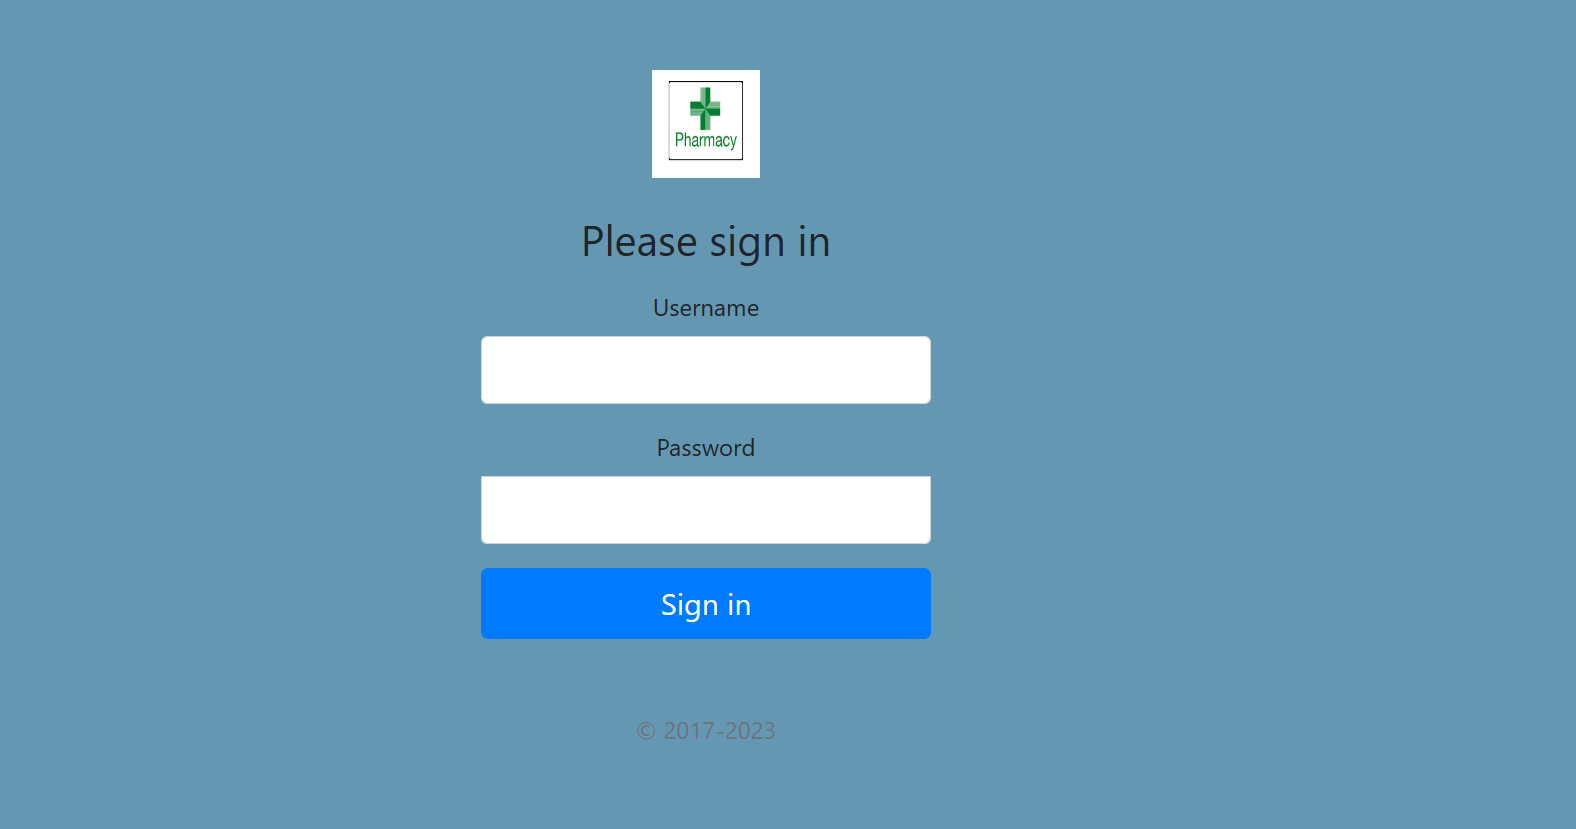 Pharmacy
Please sign in
Username
Password
Sign in
© 2017-2023